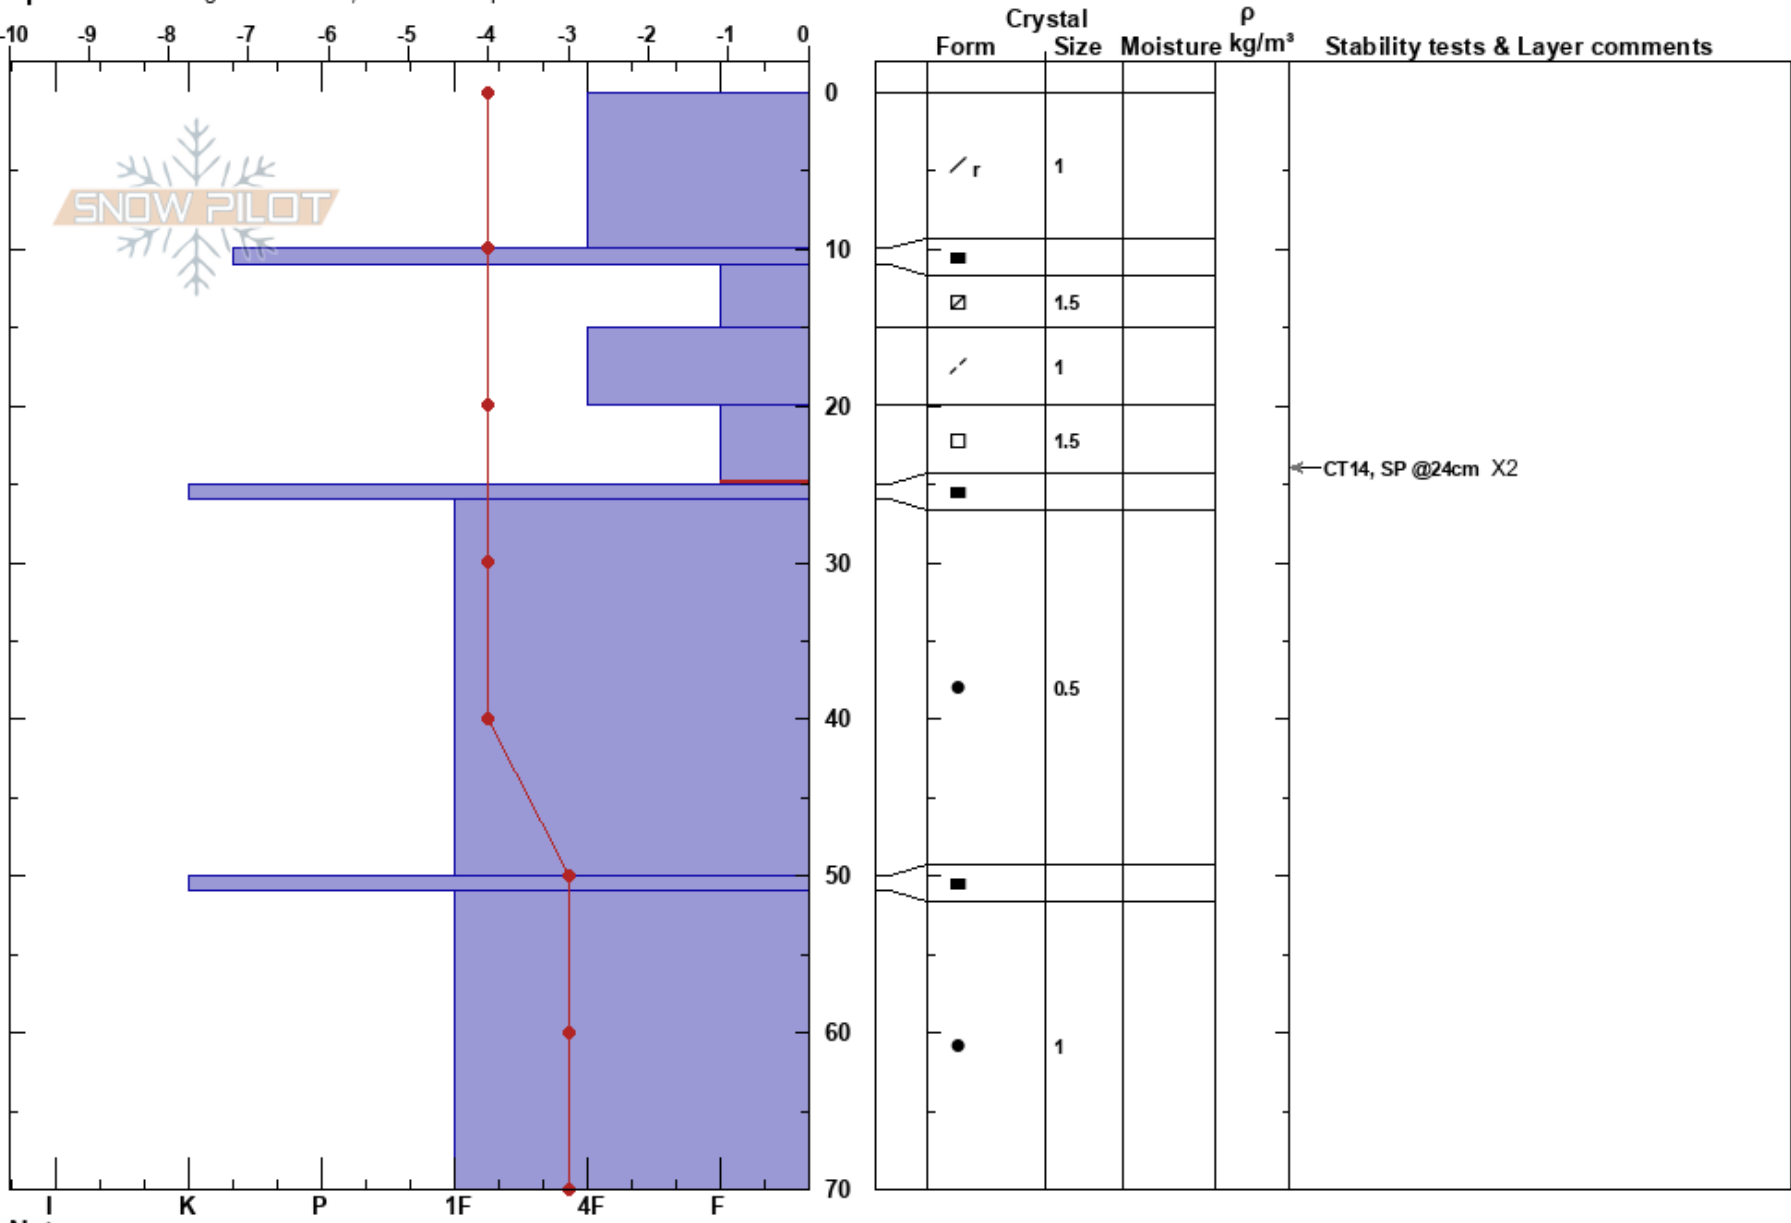 -10 -9 -8 -7 -6 -5 -4 -3 -2 -1 0
Crystal
ρ
Form Size Moisture kg/m³ Stability tests & Layer comments
SNOW PILOT
0
r 1
10
1.5
1
20
1.5
CT14, SP @24cm X2
30
0.5
40
50
60
1
70
I K P 1F 4F F